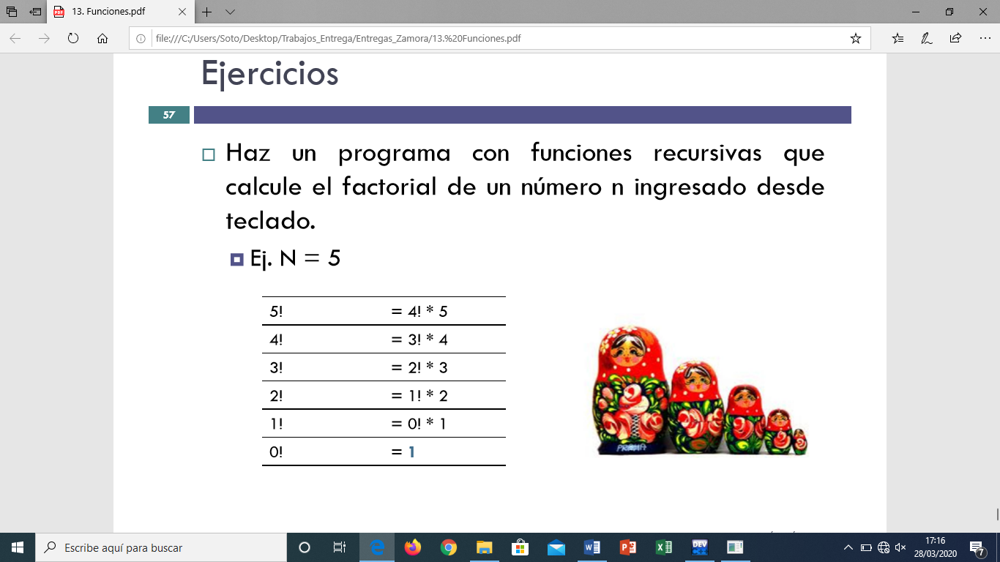 13. Funciones.pdf
file:///C:/Users/Soto/Desktop/Trabajos_Entrega/Entregas_Zamora/13.%20Funciones.pdf
Ejercicios
57
Haz un programa con funciones recursivas que
calcule el factorial de un número n ingresado desde
teclado.
Ej. N = 5
5! = 4! * 5
4! = 3! * 4
3! = 2! * 3
2! = 1! * 2
1! = 0! * 1
0! = 1
Escribe aquí para buscar
DEV
17:16
28/03/2020
7